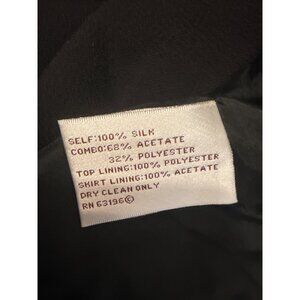 SELF:100% SILK
COMBO:68% ACETATE
32% POLYESTER
TOP LINING:100% POLYESTER
SKIRT LINING:100% ACETATE
DRY CLEAN ONLY
RN 63196©